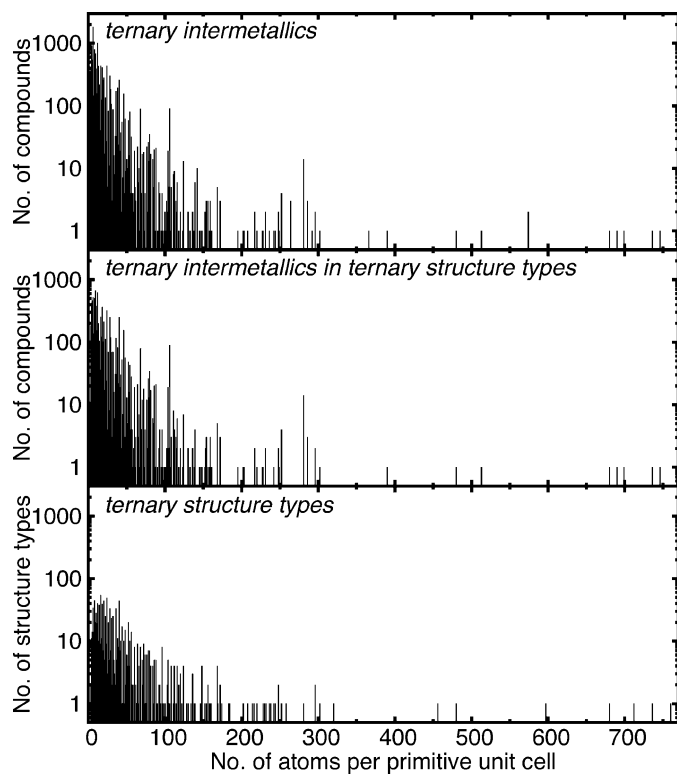 ternary intermetallics
No. of compounds
1000
100
10
1
ternary intermetallics in ternary structure types
No. of compounds
1000
100
10
1
ternary structure types
No. of structure types
1000
100
10
1
0 100 200 300 400 500 600 700
No. of atoms per primitive unit cell